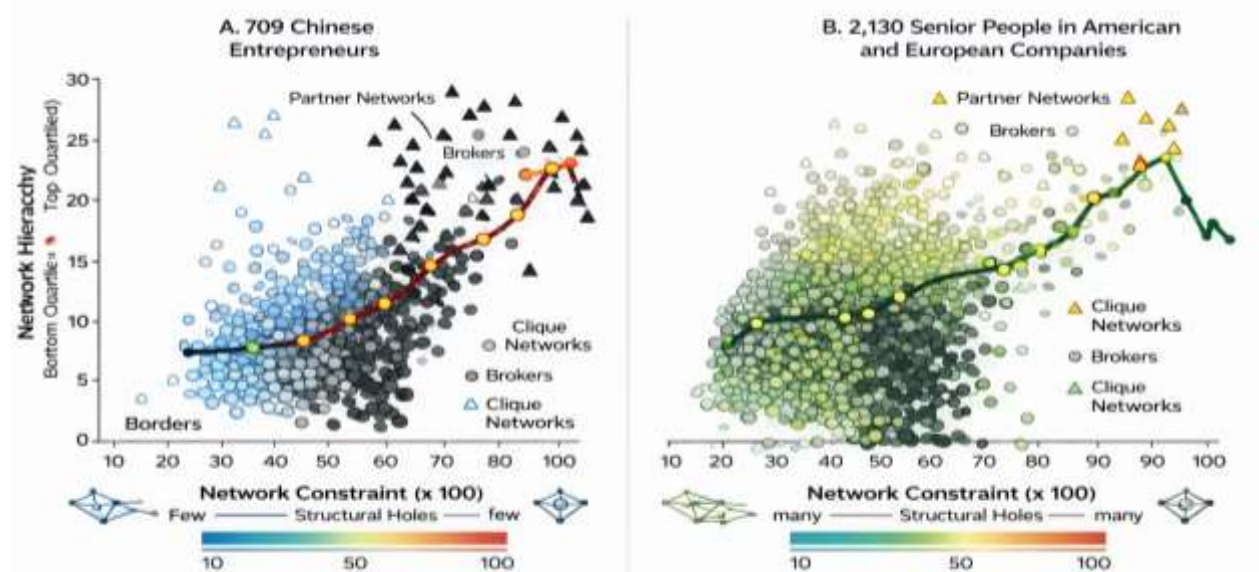 A. 709 Chinese
Entrepreneurs
30
25
20
15
10
5
0
Network Hieracchy
Top
Bottom
Partner Networks
Brokers
Clique
Networks
Brokers
Clique
Networks
Borders
10 20 30 40 50 60 70 80 100
Network Constraint (x 100)
Few Structural Holes few
10 50 100
B. 2,130 Senior People in American
and European Companies
Partner Networks
Brokers
Clique
Networks
Brokers
Clique
Networks
10 20 30 40 50 60 80 90 100
Network Constraint (x 100)
many Structural Holes many
10 50 100